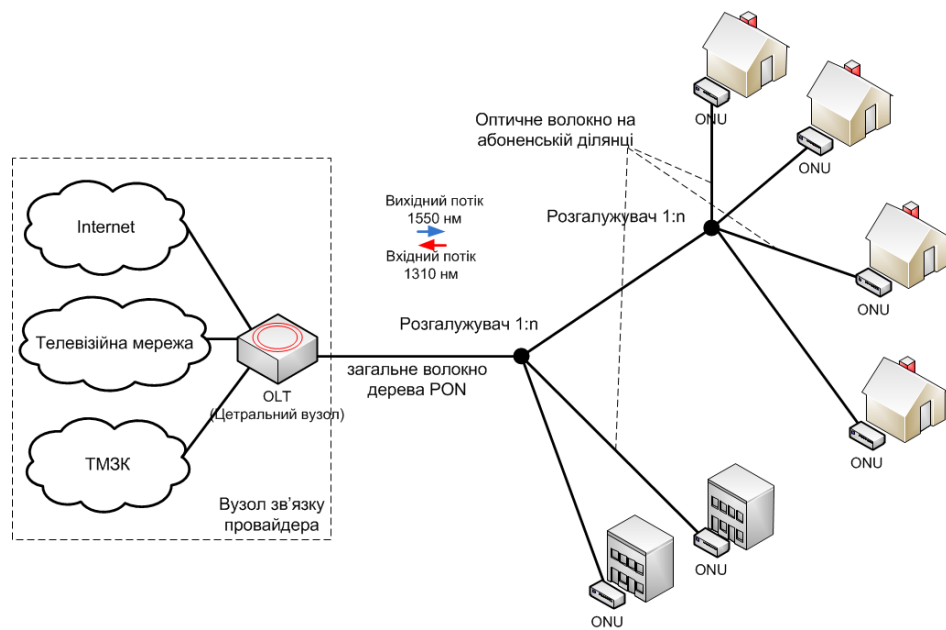 ONU
ONU
Оптичне волокно на
абоненській ділянці
Вихідний потік
1550 нм
Вхідний потік
1310 нм
Розгалужувач 1:n
Internet
ONU
Розгалужувач 1:n
Телевізійна мережа
загальне волокно
дерева PON
OLT
(Цетральний вузол)
ONU
ТМЗК
Вузол зв’язку
провайдера
ONU
ONU